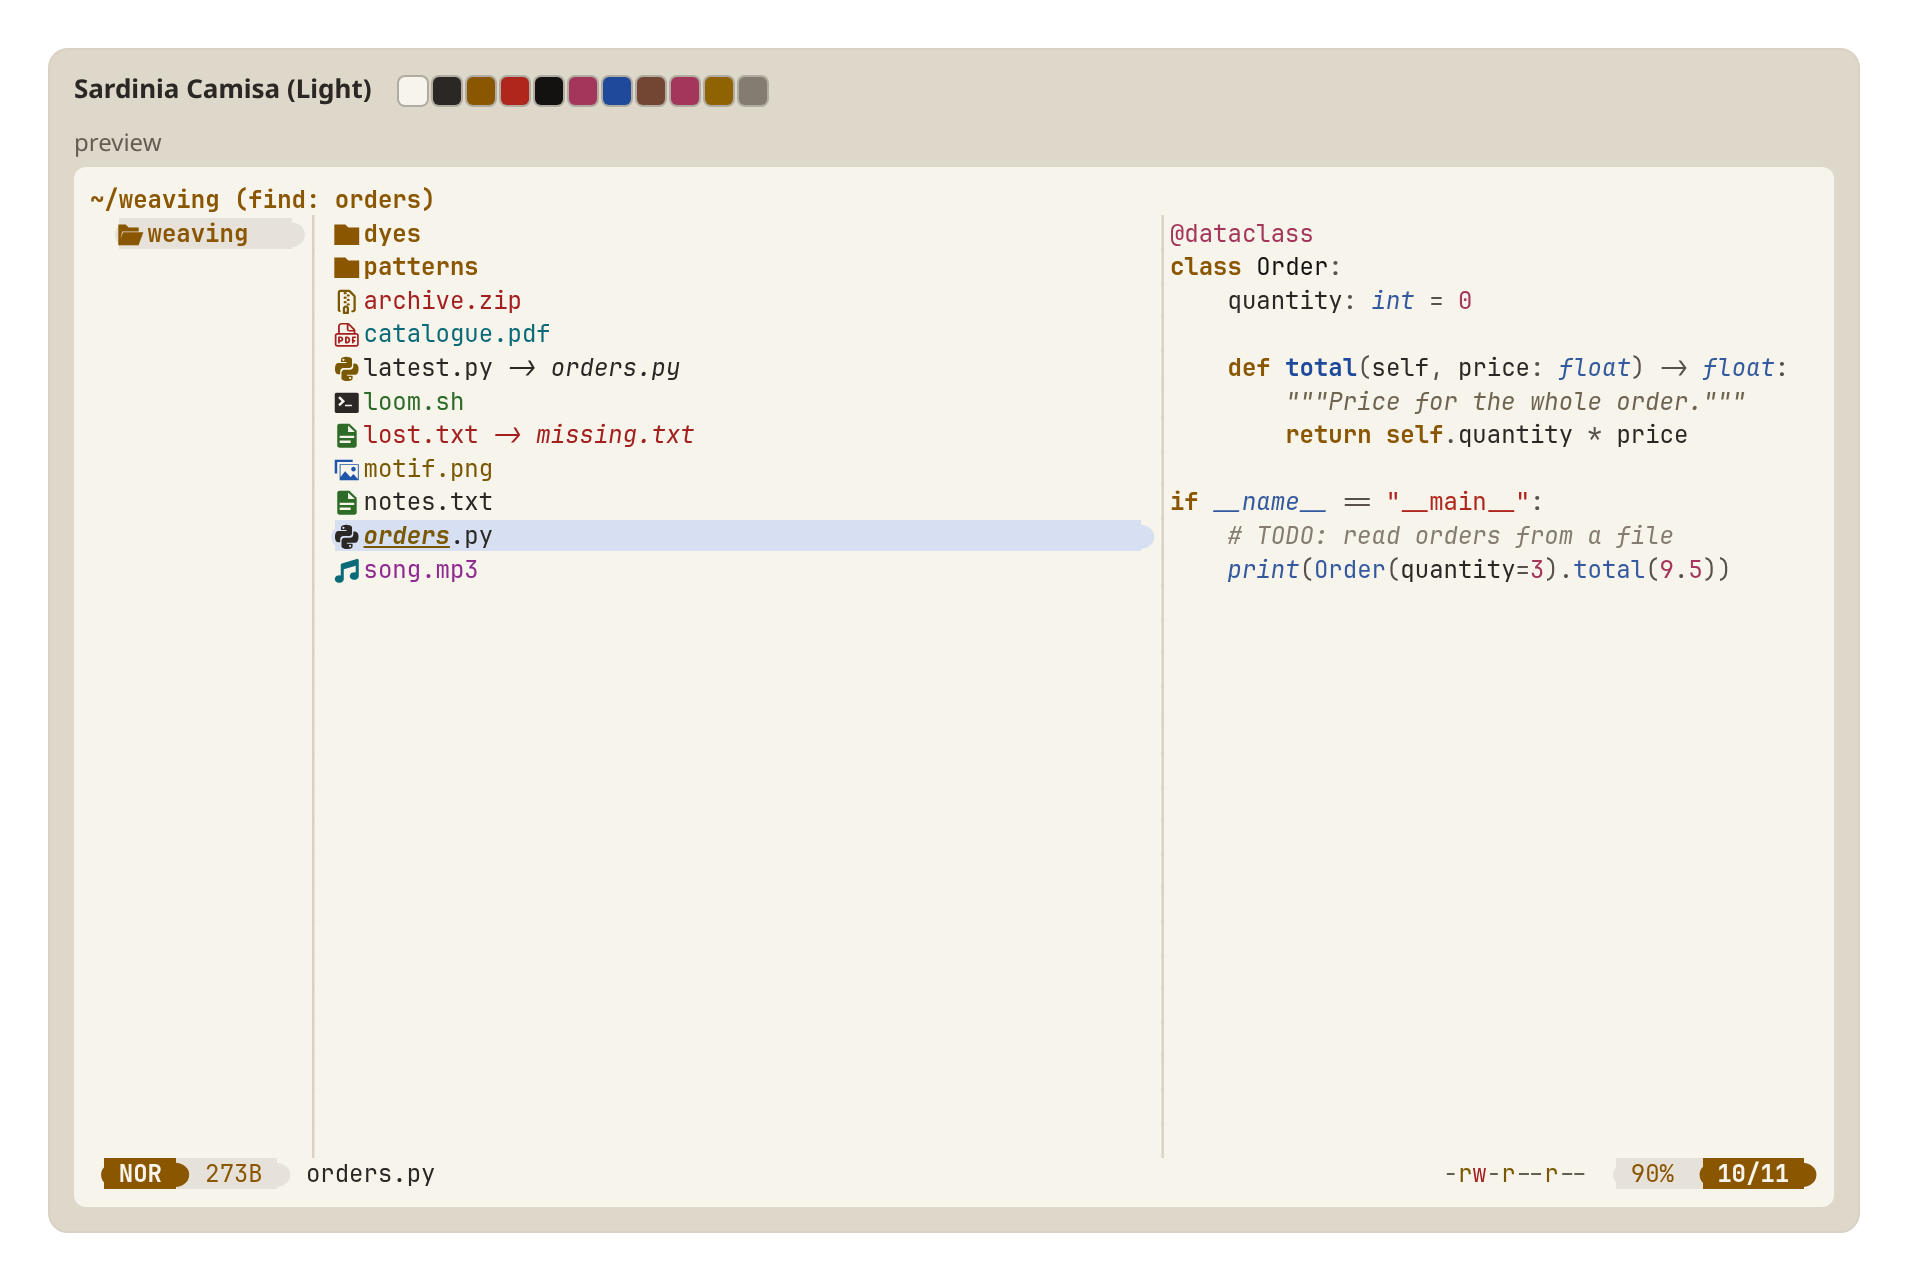 Sardinia Camisa (Light)
preview
~/weaving (find: orders)
weaving
dyes
patterns
archive.zip
catalogue.pdf
latest.py -> orders.py
loom.sh
lost.txt -> missing.txt
motif.png
notes.txt
orders.py
song.mp3
@dataclass
class Order:
    quantity: int = 0
    def total(self, price: float) -> float:
        """Price for the whole order."""
        return self.quantity * price
if __name__ == "__main__":
    # TODO: read orders from a file
    print(Order(quantity=3).total(9.5))
NOR 273B orders.py
-rw-r--r-- 90% 10/11